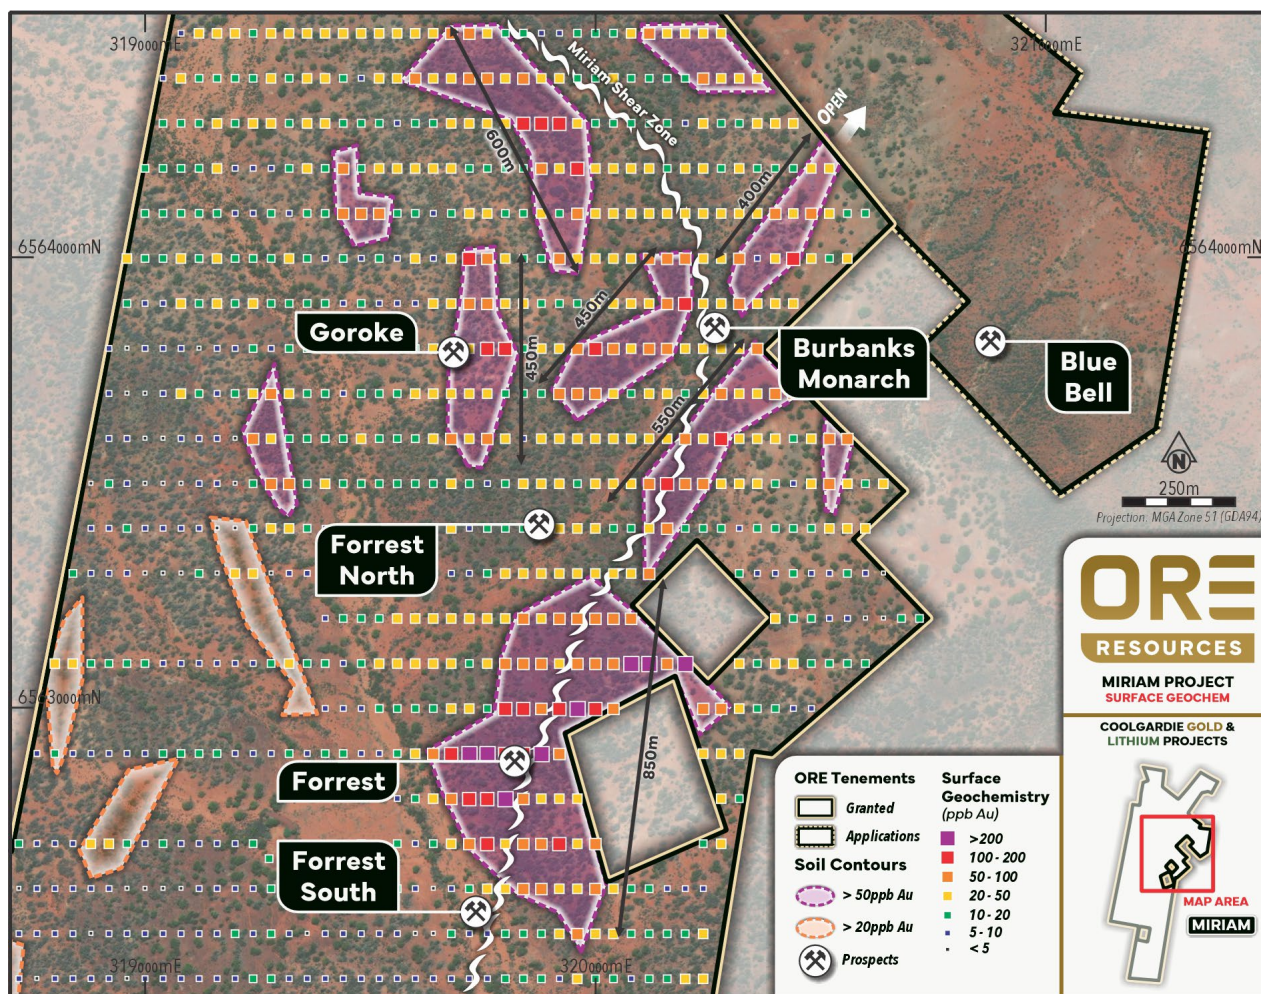 319000mE
321000mE
Miriam Shear Zone
OPEN
600m
400m
6564000mN
6564000mN
450m
Goroke
450m
Burbanks
Monarch
Blue
Bell
550m
N
250m
Projection: MGA Zone 51 (GDA94)
Forrest
North
ORE
RESOURCES
MIRIAM PROJECT
SURFACE GEOCHEM
6563000mN
COOLGARDIE GOLD &
LITHIUM PROJECTS
850m
Forrest
ORE Tenements
Granted
Applications
Soil Contours
> 50ppb Au
> 20ppb Au
Prospects
Surface
Geochemistry
(ppb Au)
>200
100 - 200
50 - 100
20 - 50
10 - 20
5 - 10
< 5
Forrest
South
MAP AREA
MIRIAM
319000mE
320000mE